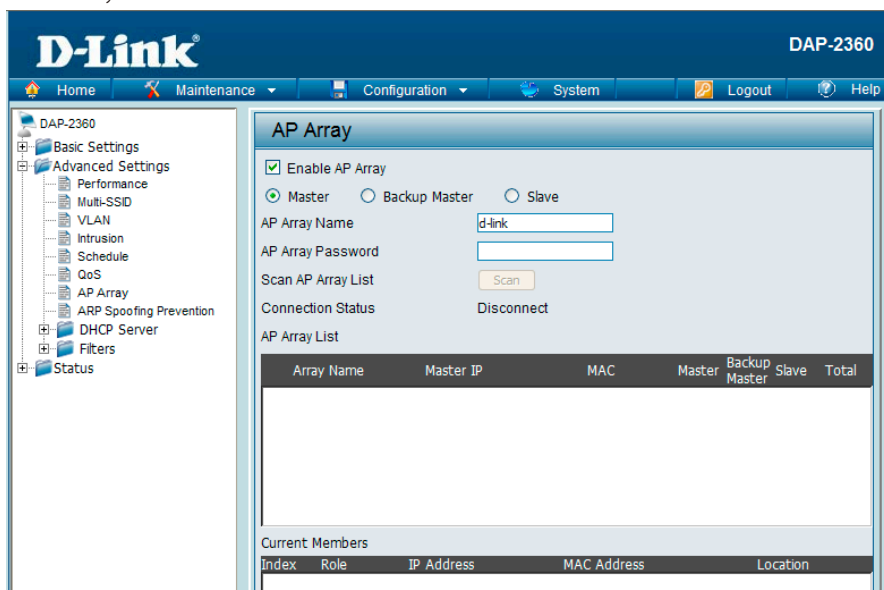 D-Link®
DAP-2360
Home Maintenance Configuration System Logout Help
DAP-2360
Basic Settings
Advanced Settings
Performance
Multi-SSID
VLAN
Intrusion
Schedule
QoS
AP Array
ARP Spoofing Prevention
DHCP Server
Filters
Status
AP Array
Enable AP Array
Master Backup Master Slave
AP Array Name d-link
AP Array Password
Scan AP Array List Scan
Connection Status Disconnect
AP Array List
Array Name Master IP MAC Master Backup Master Slave Total
Current Members
Index Role IP Address MAC Address Location